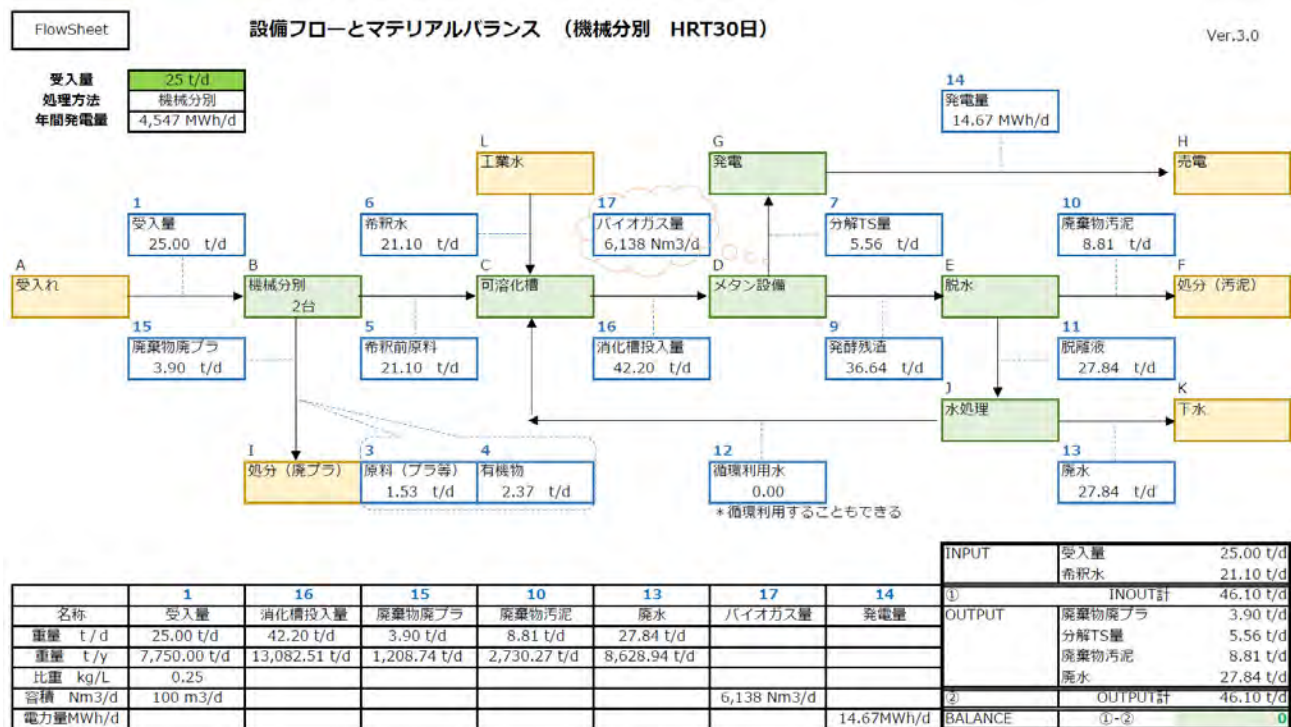 FlowSheet
設備フローとマテリアルバランス （機械分別　HRT30日）
Ver.3.0
受入量 25 t/d
処理方法 機械分別
年間発電量 4,547 MWh/d
14
発電量
14.67 MWh/d
L
工業水
G
発電
H
売電
1
受入量
25.00 t/d
6
希釈水
21.10 t/d
17
バイオガス量
6,138 Nm3/d
7
分解TS量
5.56 t/d
10
廃棄物汚泥
8.81 t/d
A
受入れ
B
機械分別
2台
C
可溶化槽
D
メタン設備
E
脱水
F
処分（汚泥）
15
廃棄物廃プラ
3.90 t/d
5
希釈前原料
21.10 t/d
16
消化槽投入量
42.20 t/d
9
発酵残渣
36.64 t/d
11
脱離液
27.84 t/d
J
水処理
K
下水
I
処分（廃プラ）
3
原料（プラ等）
1.53 t/d
4
有機物
2.37 t/d
12
循環利用水
0.00
＊循環利用することもできる
13
廃水
27.84 t/d
1 16 15 10 13 17 14
名称 受入量 消化槽投入量 廃棄物廃プラ 廃棄物汚泥 廃水 バイオガス量 発電量
重量 t/d 25.00 t/d 42.20 t/d 3.90 t/d 8.81 t/d 27.84 t/d
重量 t/y 7,750.00 t/d 13,082.51 t/d 1,208.74 t/d 2,730.27 t/d 8,628.94 t/d
比重 kg/L 0.25
容積 Nm3/d 100 m3/d 6,138 Nm3/d
電力量MWh/d 14.67MWh/d
INPUT 受入量 25.00 t/d
希釈水 21.10 t/d
① INOUT計 46.10 t/d
OUTPUT 廃棄物廃プラ 3.90 t/d
分解TS量 5.56 t/d
廃棄物汚泥 8.81 t/d
廃水 27.84 t/d
② OUTPUT計 46.10 t/d
BALANCE ①-② 0